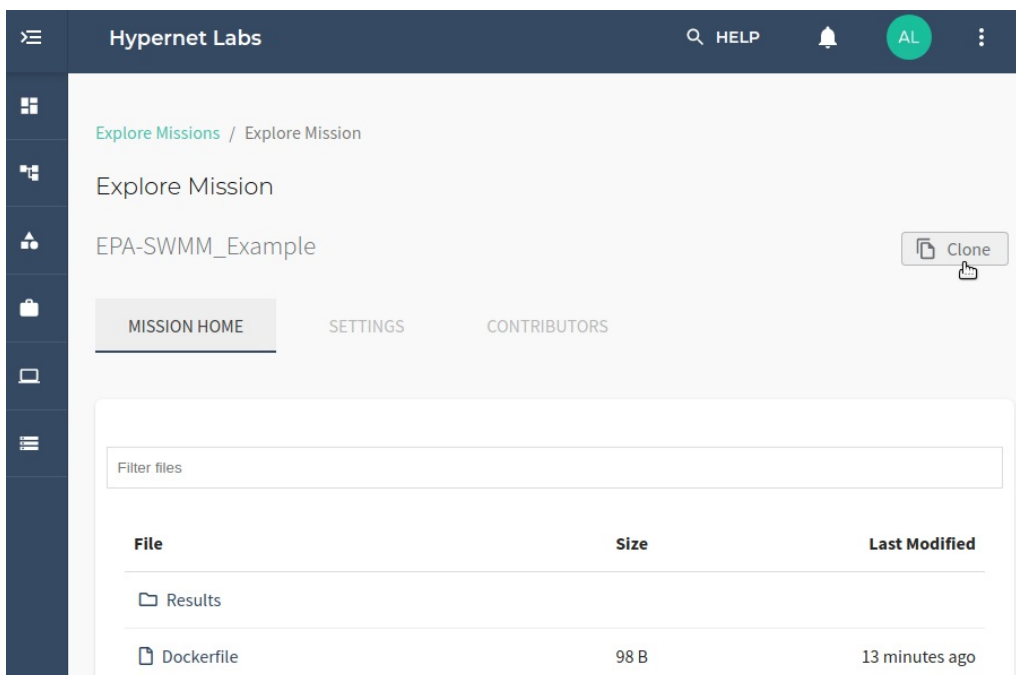 Hypernet Labs HELP AL
Explore Missions / Explore Mission
Explore Mission
EPA-SWMM_Example
Clone
MISSION HOME SETTINGS CONTRIBUTORS
Filter files
File Size Last Modified
Results
Dockerfile 98 B 13 minutes ago